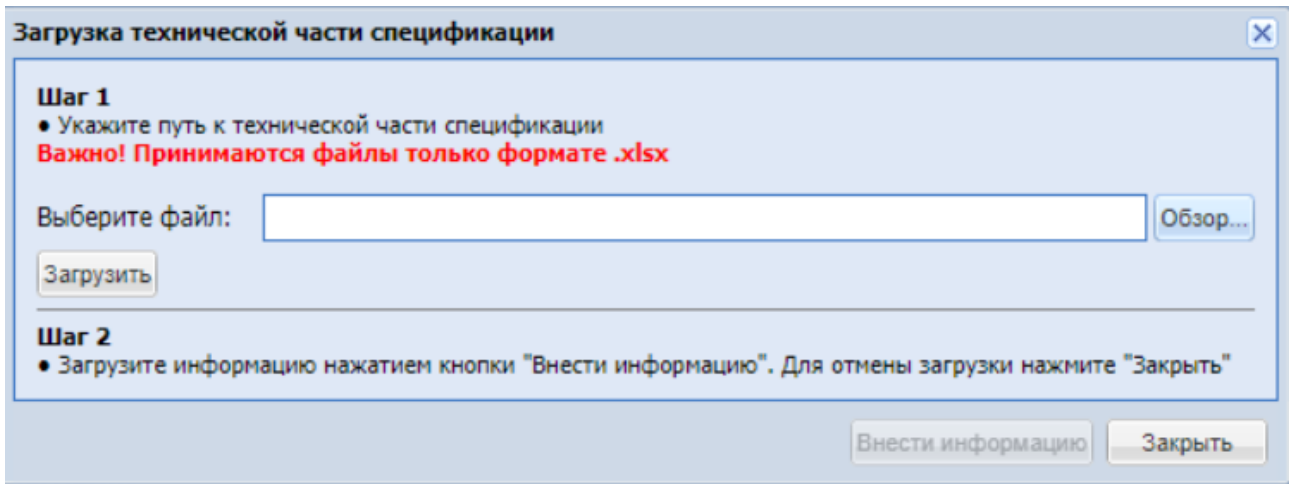 Загрузка технической части спецификации
Шаг 1
• Укажите путь к технической части спецификации
Важно! Принимаются файлы только формате .xlsx
Выберите файл: Обзор...
Загрузить
Шаг 2
• Загрузите информацию нажатием кнопки "Внести информацию". Для отмены загрузки нажмите "Закрыть"
Внести информацию Закрыть